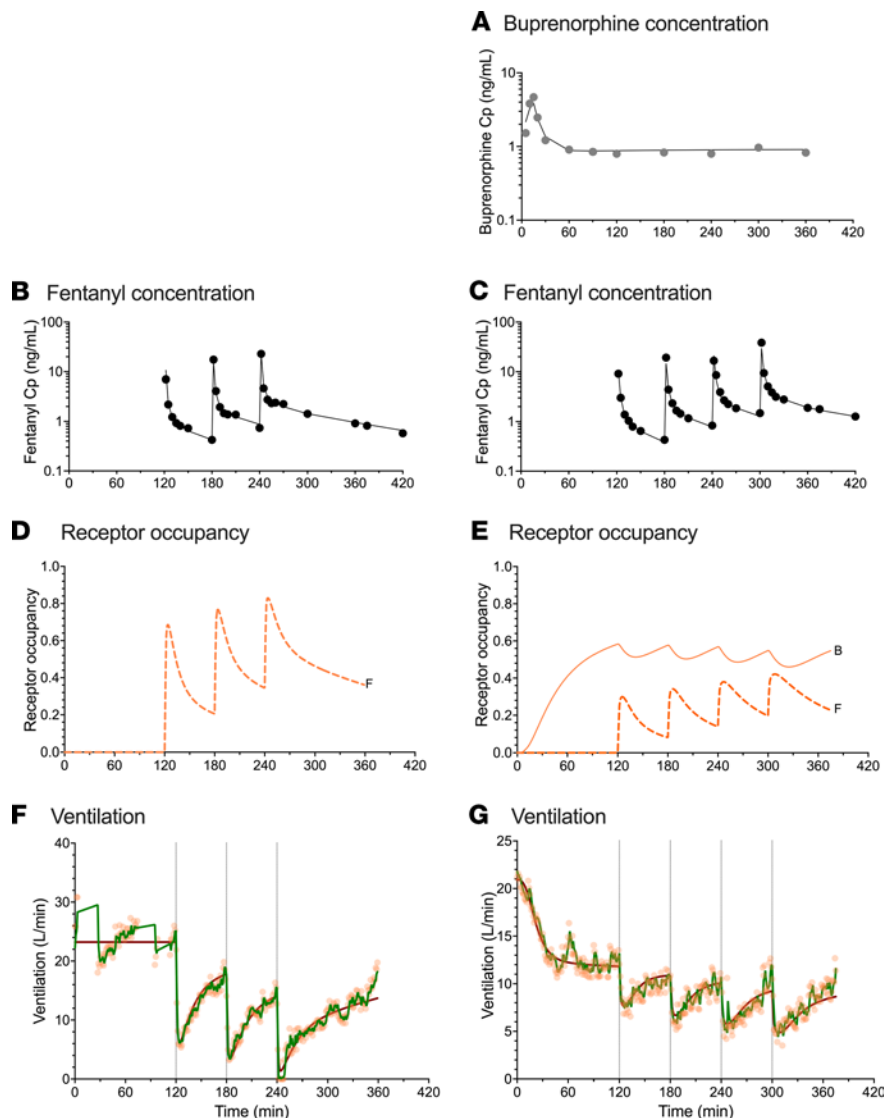 A Buprenorphine concentration
Buprenorphine Cp (ng/mL)
10
1
0.1
0 60 120 180 240 300 360 420
B Fentanyl concentration
Fentanyl Cp (ng/mL)
100
10
1
0.1
0 60 120 180 240 300 360 420
C Fentanyl concentration
Fentanyl Cp (ng/mL)
100
10
1
0.1
0 60 120 180 240 300 360 420
D Receptor occupancy
Receptor occupancy
1.0
0.8
0.6
0.4
0.2
0.0
F
0 60 120 180 240 300 360 420
E Receptor occupancy
Receptor occupancy
1.0
0.8
0.6
0.4
0.2
0.0
B
F
0 60 120 180 240 300 360 420
F Ventilation
Ventilation (L/min)
40
30
20
10
0
0 60 120 180 240 300 360 420
Time (min)
G Ventilation
Ventilation (L/min)
25
20
15
10
5
0
0 60 120 180 240 300 360 420
Time (min)